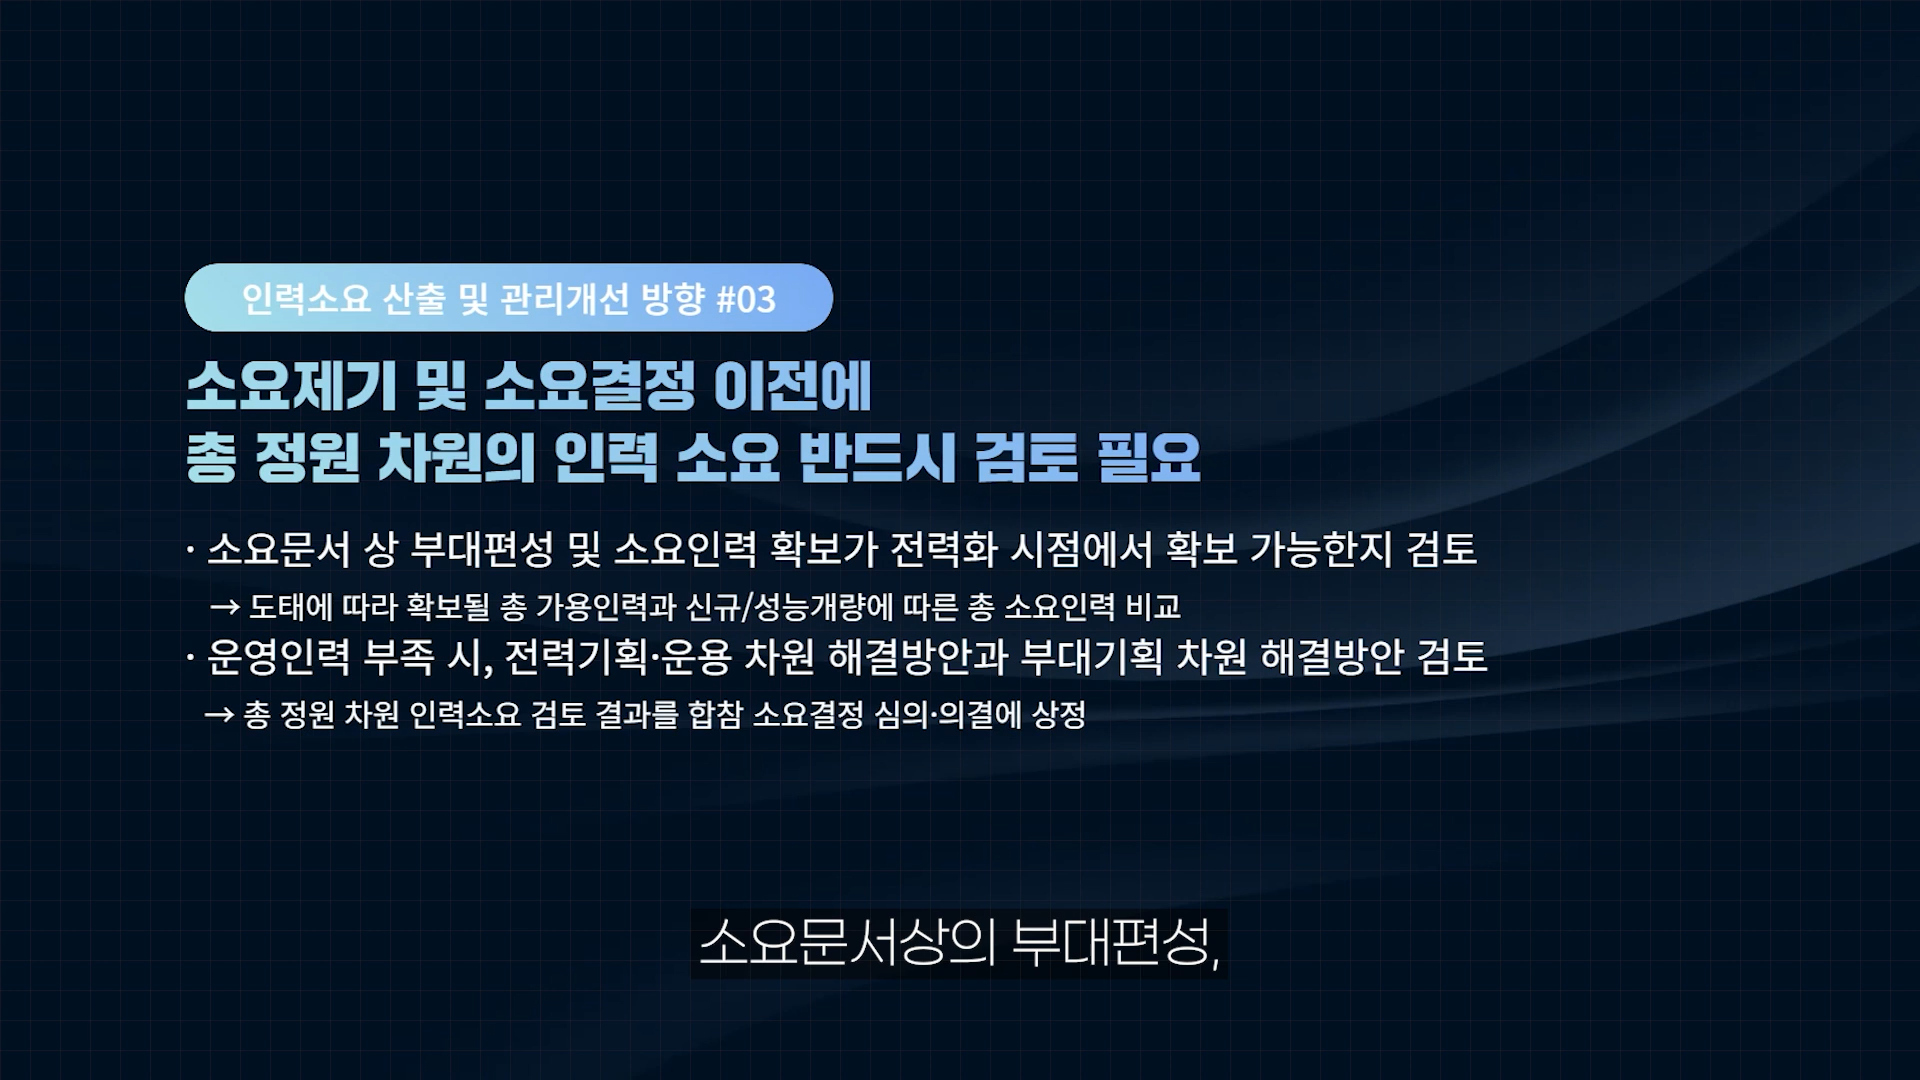 인력소요 산출 및 관리개선 방향 #03
소요제기 및 소요결정 이전에
총 정원 차원의 인력 소요 반드시 검토 필요
· 소요문서 상 부대편성 및 소요인력 확보가 전력화 시점에서 확보 가능한지 검토
→ 도태에 따라 확보될 총 가용인력과 신규/성능개량에 따른 총 소요인력 비교
· 운영인력 부족 시, 전력기획·운용 차원 해결방안과 부대기획 차원 해결방안 검토
→ 총 정원 차원 인력소요 검토 결과를 합참 소요결정 심의·의결에 상정
소요문서상의 부대편성,